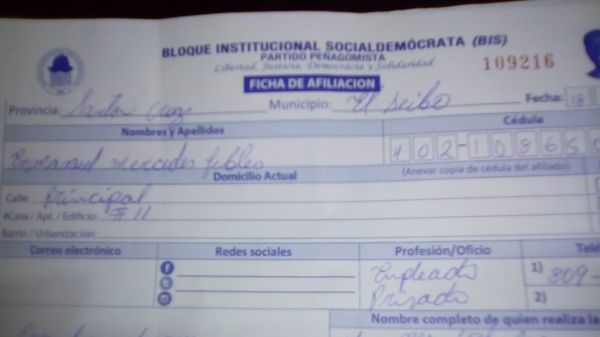 BLOQUE INSTITUCIONAL SOCIALDEMÓCRATA (BIS)
PARTIDO PEÑAGOMISTA
Libertad, Justicia, Democracia y Solidaridad
109216
FICHA DE AFILIACION
Provincia: Santa Cruz Municipio: El Seibo Fecha: 18
Nombres y Apellidos Cédula
Enmanuel mercedes febles 402-10865
Domicilio Actual (Anexar copia de cédula del afiliado)
Calle: Principal
#Casa / Apt. / Edificio: #11
Barrio / Urbanización:
Correo electrónico Redes sociales Profesión/Oficio
Empleado 1) 809-
Privado 2)
Nombre completo de quien realiza la